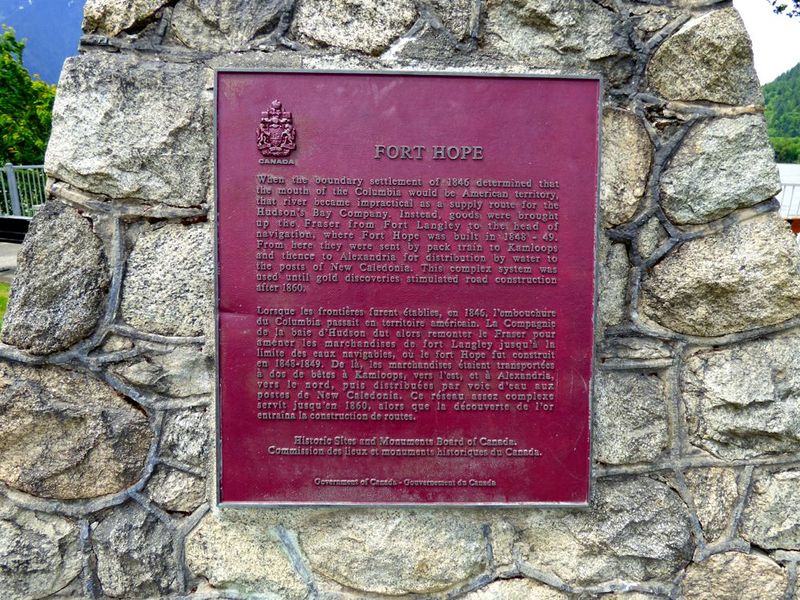 CANADA
FORT HOPE
When the boundary settlement of 1846 determined that
the mouth of the Columbia would be American territory,
that river became impractical as a supply route for the
Hudson's Bay Company. Instead, goods were brought
up the Fraser from Fort Langley to the head of
navigation, where Fort Hope was built in 1848-49.
From here they were sent by pack train to Kamloops
and thence to Alexandria for distribution by water to
the posts of New Caledonia. This complex system was
used until gold discoveries stimulated road construction
after 1860.
Lorsque les frontières furent établies, en 1846, l'embouchure
du Columbia passait en territoire américain. La Compagnie
de la baie d'Hudson dut alors remonter le Fraser pour
amener les marchandises de fort Langley jusqu'à la
limite des eaux navigables, où le fort Hope fut construit
en 1848-1849. De là, les marchandises étaient transportées
à dos de bêtes à Kamloops, vers l'est, et à Alexandria,
vers le nord, puis distribuées par voie d'eau aux
postes de New Caledonia. Ce réseau assez complexe
servit jusqu'en 1860, alors que la découverte de l'or
entraîna la construction de routes.
Historic Sites and Monuments Board of Canada.
Commission des lieux et monuments historiques du Canada.
Government of Canada - Gouvernement du Canada